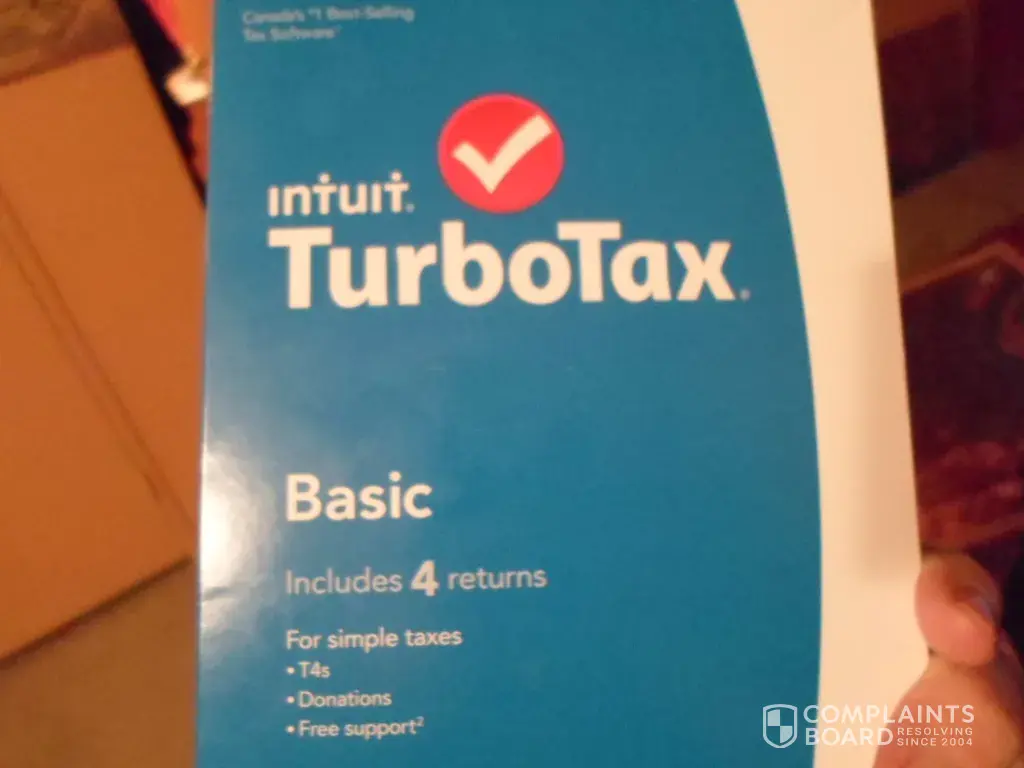 Canada's #1 Best-Selling
Tax Software*
intuit.
TurboTax.
Basic
Includes 4 returns
For simple taxes
• T4s
• Donations
• Free support²
COMPLAINTS
BOARD RESOLVING
SINCE 2004